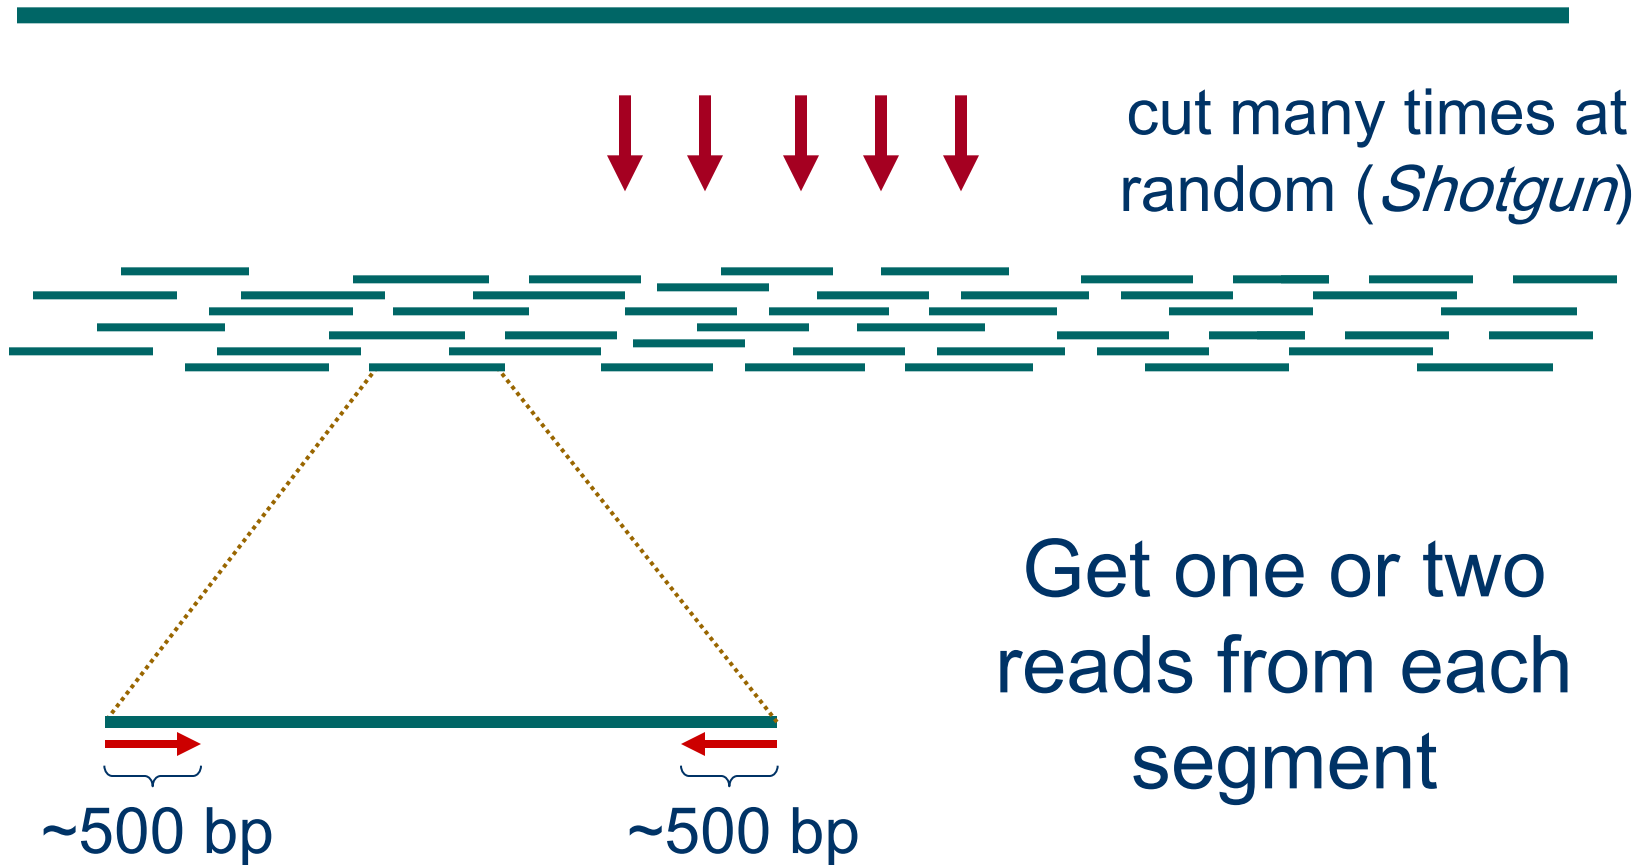 cut many times at
random (Shotgun)
Get one or two
reads from each
segment
~500 bp
~500 bp